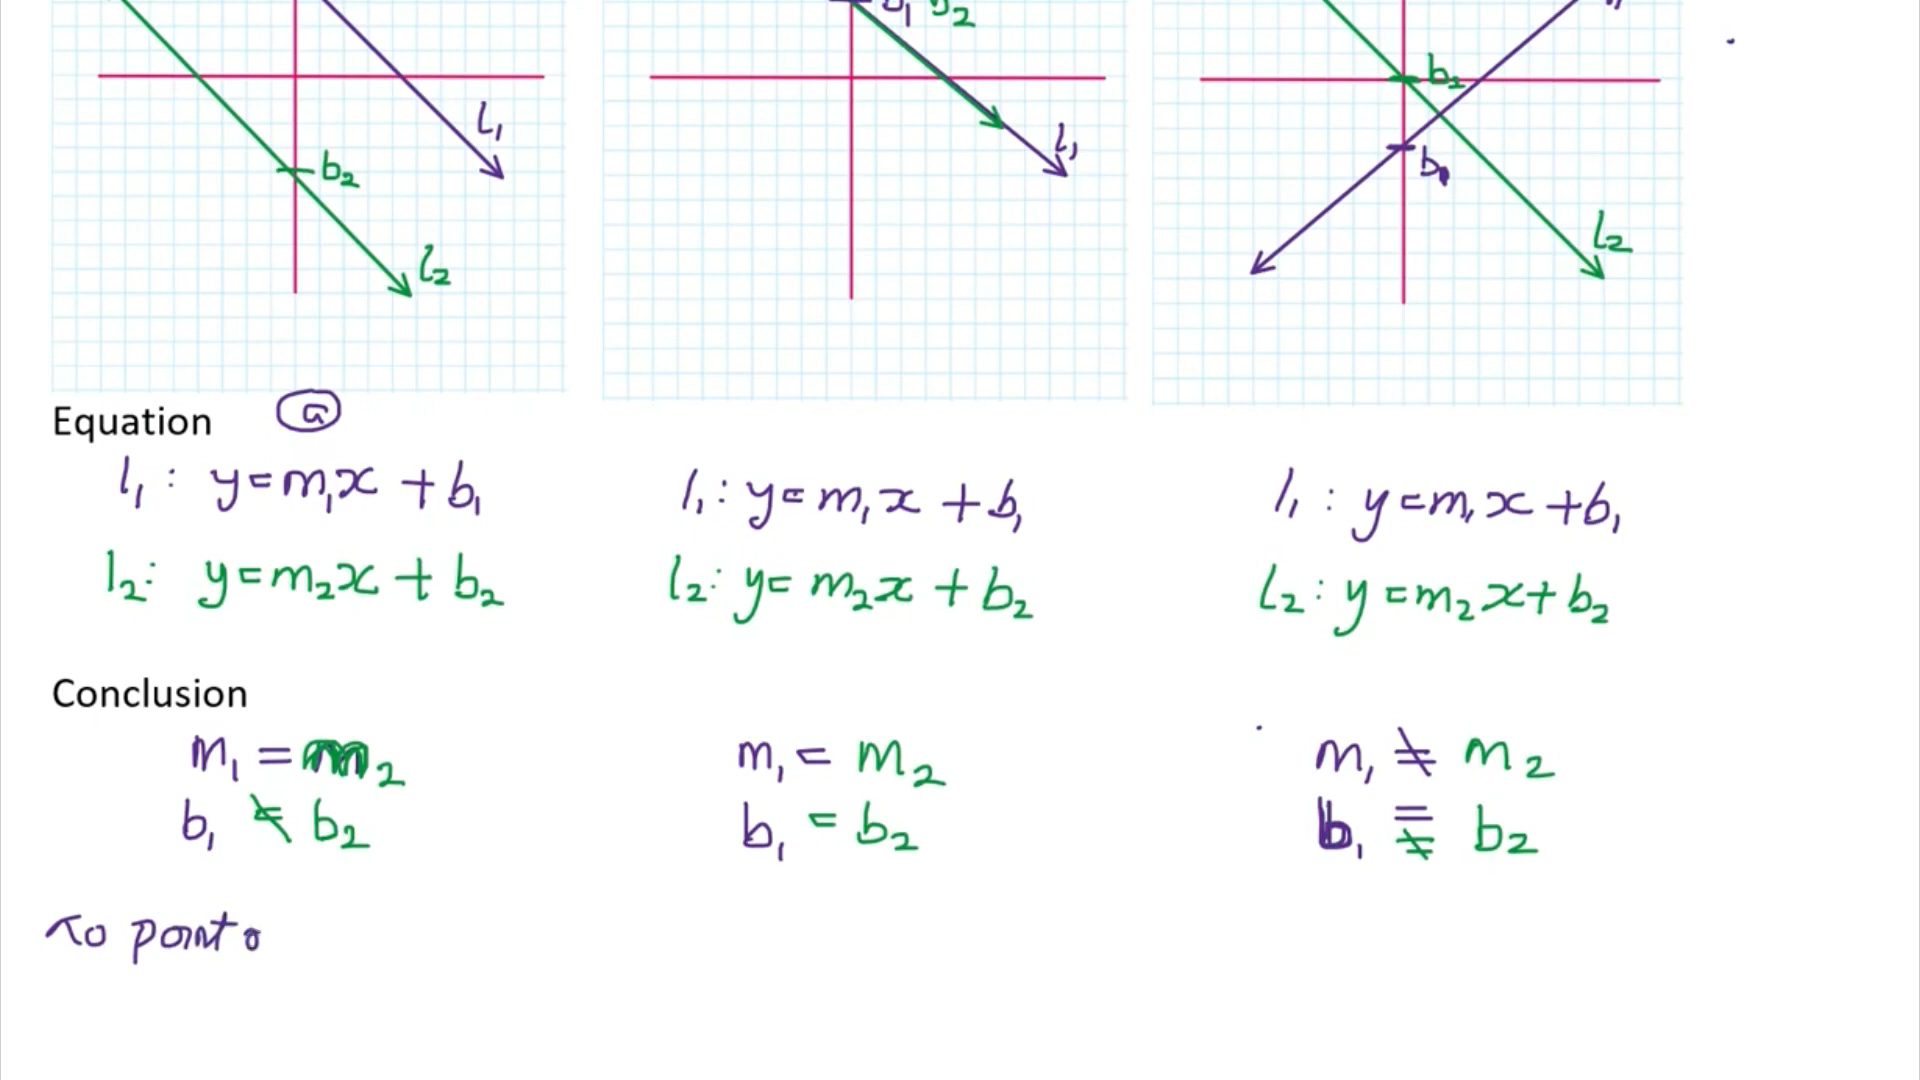 b₁ b₂
b₂
l₁
l₁
b₂
b₁
l₂
l₂
Equation ⓐ
l₁ : y=m₁x + b₁
l₁ : y=m₁x + b₁
l₁ : y=m₁x + b₁
l₂: y=m₂x + b₂
l₂: y= m₂x + b₂
l₂ : y =m₂x+b₂
Conclusion
m₁ = m₂
m₁ = m₂
m₁ ≠ m₂
b₁ ≠ b₂
b₁ = b₂
b₁ = ≠ b₂
To point o